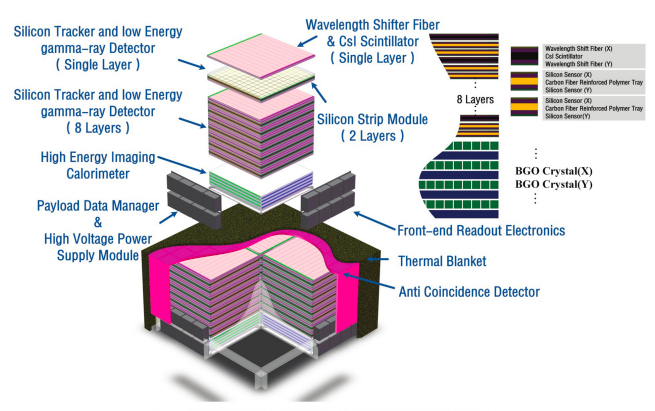 Silicon Tracker and low Energy
gamma-ray Detector
( Single Layer )
Wavelength Shifter Fiber
& CsI Scintillator
( Single Layer )
Silicon Tracker and low Energy
gamma-ray Detector
( 8 Layers )
Silicon Strip Module
( 2 Layers )
High Energy Imaging
Calorimeter
Payload Data Manager
&
High Voltage Power
Supply Module
Front-end Readout Electronics
Thermal Blanket
Anti Coincidence Detector
Wavelength Shift Fiber (X)
CsI Scintillator
Wavelength Shift Fiber (Y)
Silicon Sensor (X)
Carbon Fiber Reinforced Polymer Tray
Silicon Sensor (Y)
Silicon Sensor (X)
Carbon Fiber Reinforced Polymer Tray
Silicon Sensor(Y)
8 Layers
BGO Crystal(X)
BGO Crystal(Y)